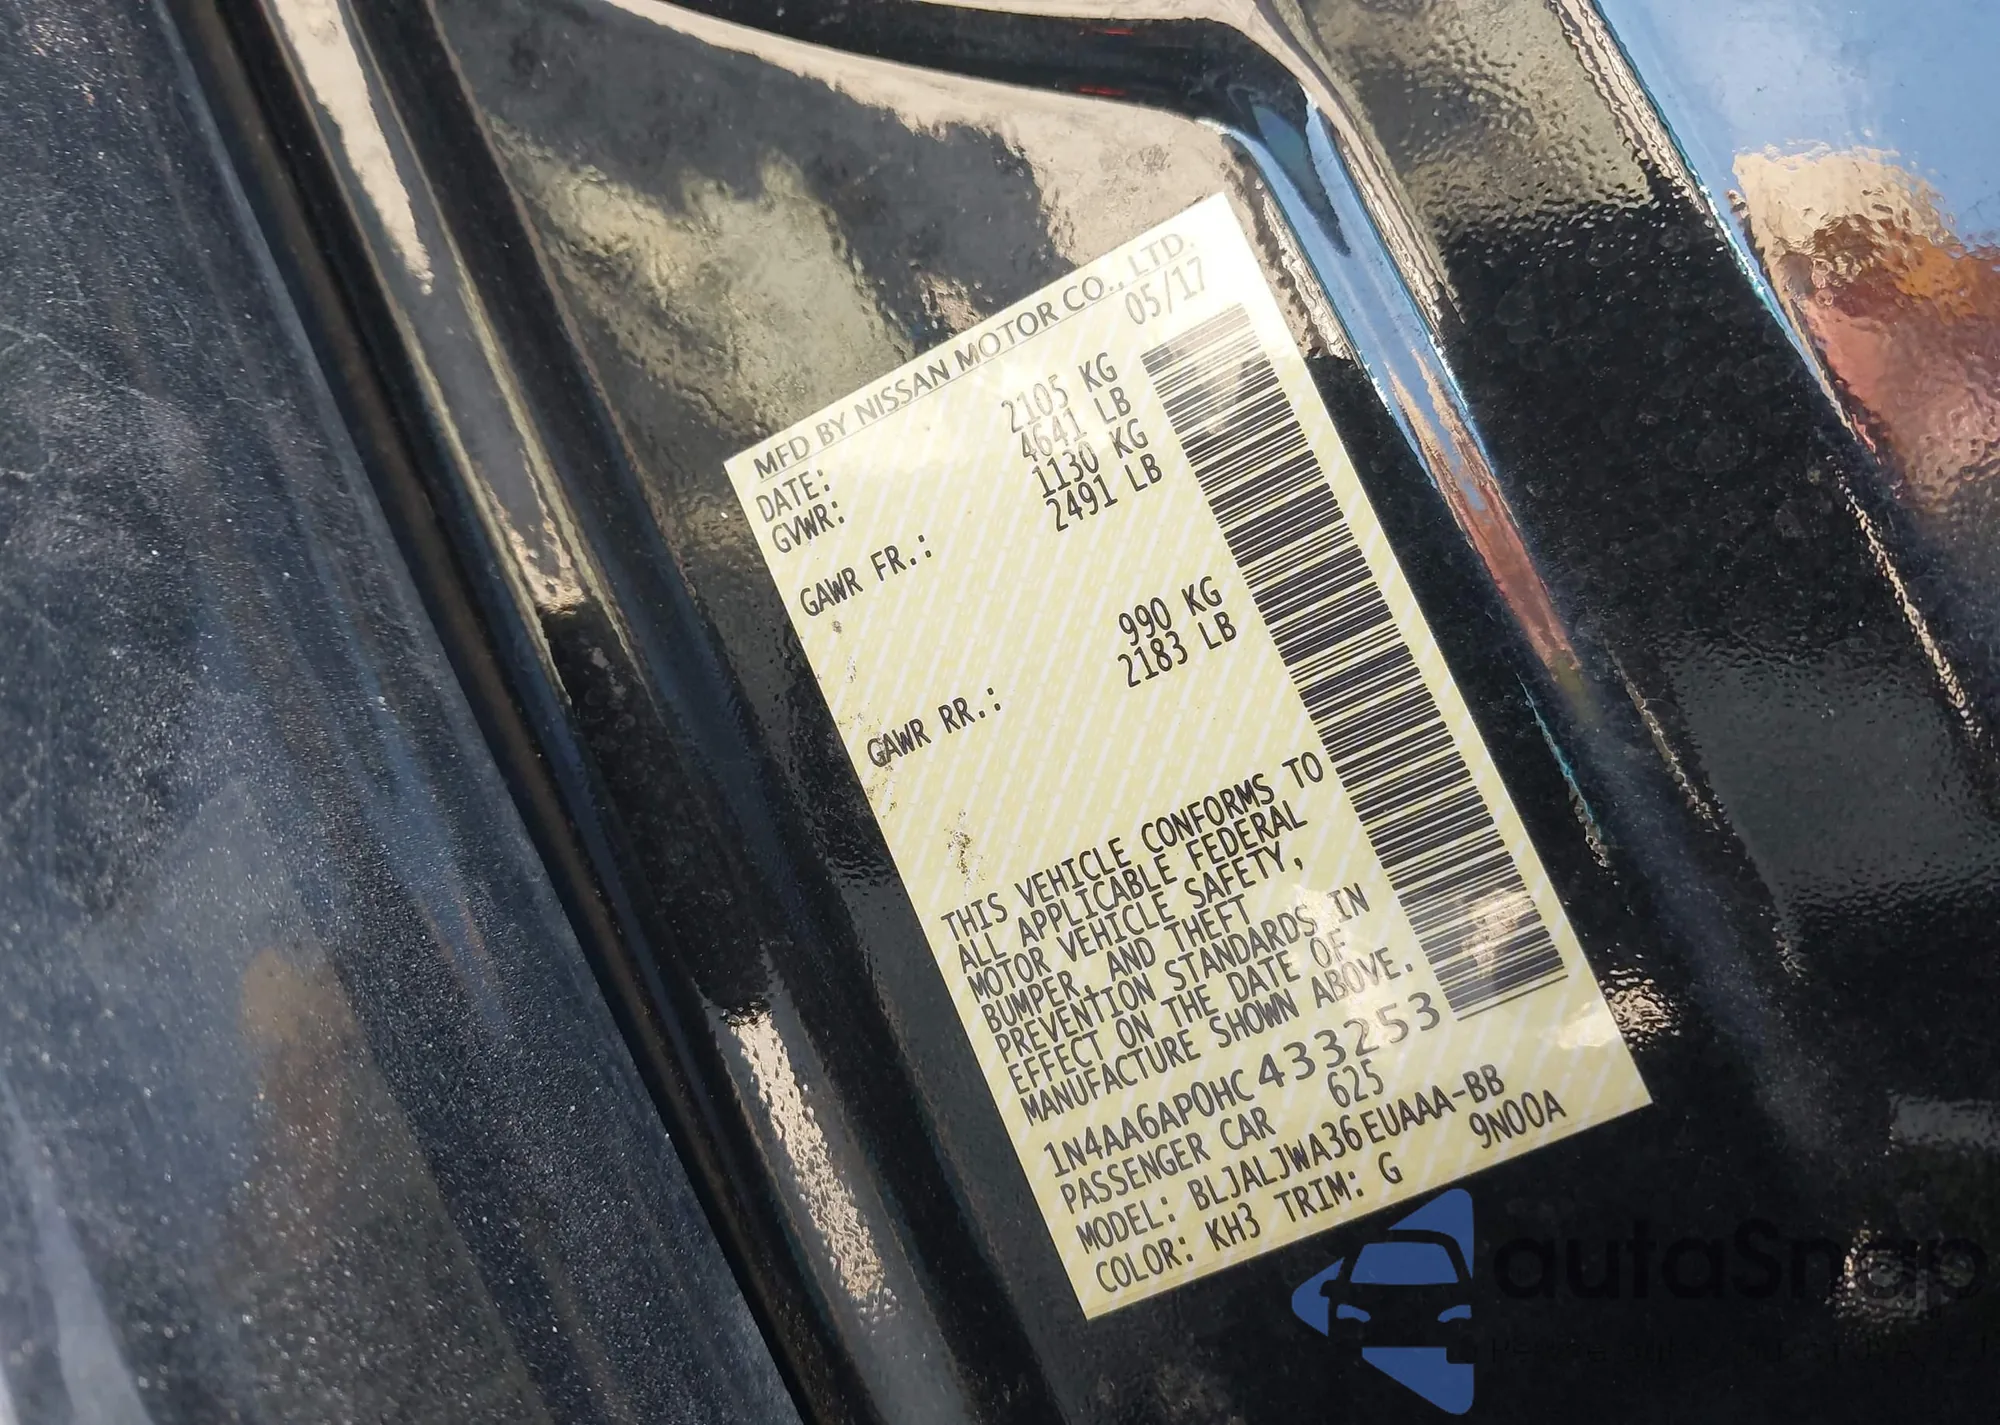 MFD BY NISSAN MOTOR CO., LTD.
DATE: 05/17
GVWR: 2105 KG
4641 LB
GAWR FR.: 1130 KG
2491 LB
GAWR RR.: 990 KG
2183 LB
THIS VEHICLE CONFORMS TO
ALL APPLICABLE FEDERAL
MOTOR VEHICLE SAFETY,
BUMPER, AND THEFT
PREVENTION STANDARDS IN
EFFECT ON THE DATE OF
MANUFACTURE SHOWN ABOVE.
1N4AA6AP0HC433253
PASSENGER CAR 625
MODEL: BLJALJWA36EUAAA-BB
COLOR: KH3 TRIM: G 9N00A
autaSnap